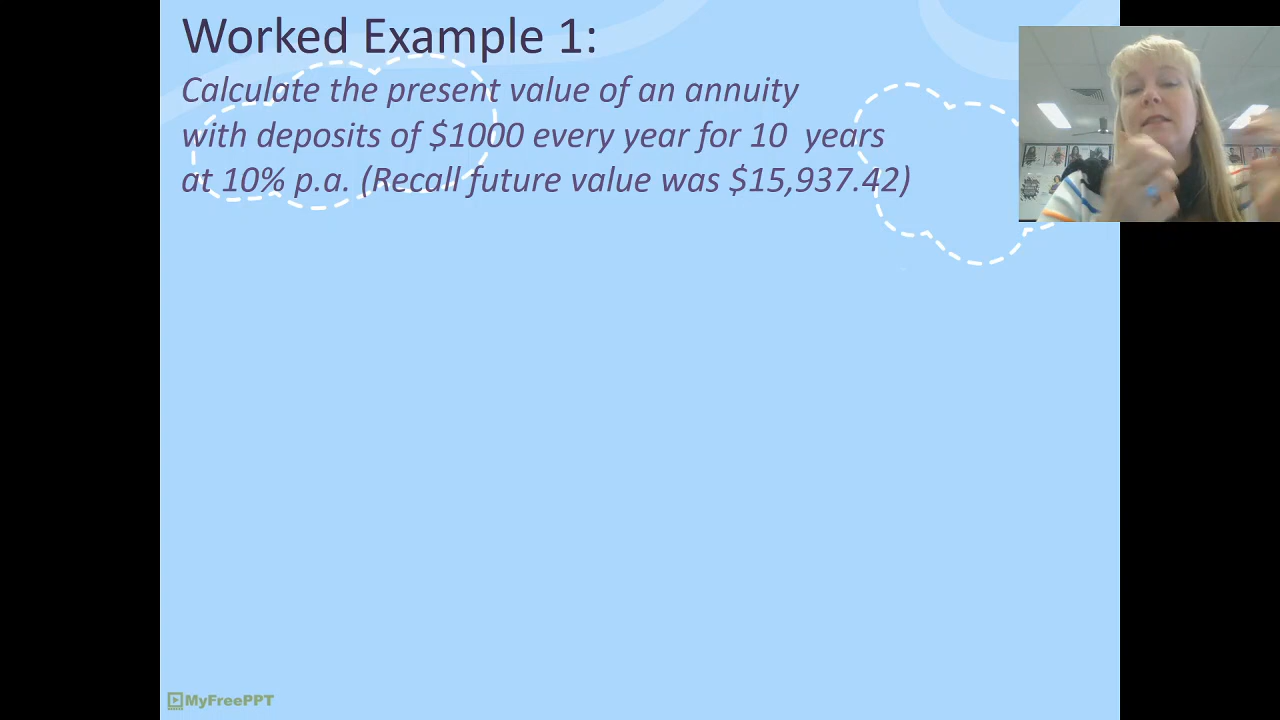 Worked Example 1:
Calculate the present value of an annuity
with deposits of $1000 every year for 10  years
at 10% p.a. (Recall future value was $15,937.42)
MyFreePPT